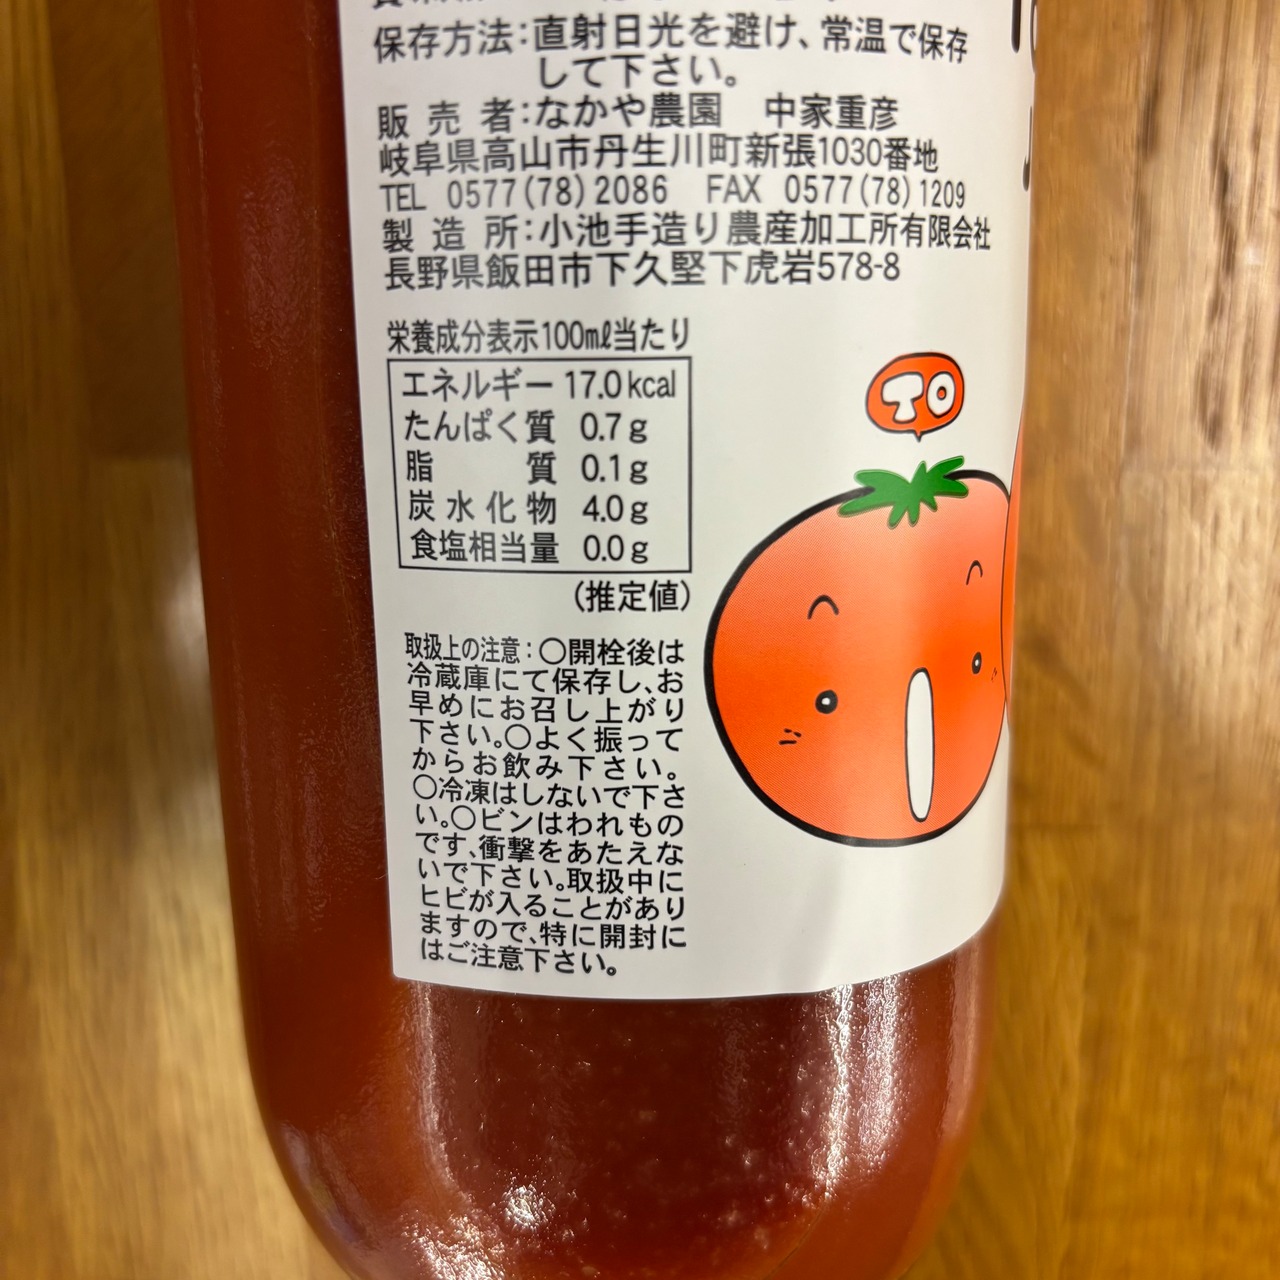 保存方法:直射日光を避け、常温で保存
して下さい。
販売者:なかや農園 中家重彦
岐阜県高山市丹生川町新張1030番地
TEL 0577(78)2086 FAX 0577(78)1209
製造所:小池手造り農産加工所有限会社
長野県飯田市下久堅下虎岩578-8
栄養成分表示100mℓ当たり
エネルギー 17.0kcal
たんぱく質 0.7g
脂質 0.1g
炭水化物 4.0g
食塩相当量 0.0g
(推定値)
取扱上の注意:○開栓後は
冷蔵庫にて保存し、お
早めにお召し上がり
下さい。○よく振って
からお飲み下さい。
○冷凍はしないで下さ
い。○ビンはわれもの
です、衝撃をあたえな
いで下さい。取扱中に
ヒビが入ることがあり
ますので、特に開封に
はご注意下さい。
TO